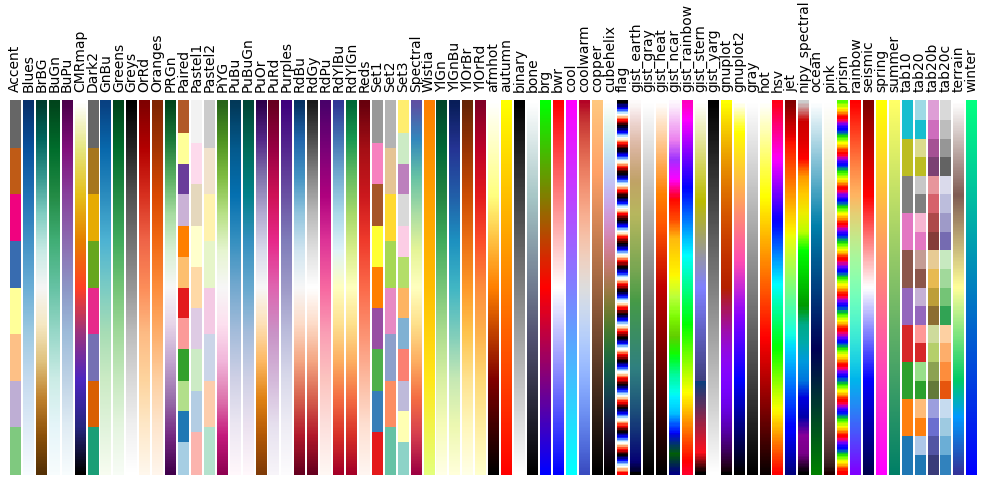 Accent
Blues
BrBG
BuGn
BuPu
CMRmap
Dark2
GnBu
Greens
Greys
OrRd
Oranges
PRGn
Paired
Pastel1
Pastel2
PiYG
PuBu
PuBuGn
PuOr
PuRd
Purples
RdBu
RdGy
RdPu
RdYlBu
RdYlGn
Reds
Set1
Set2
Set3
Spectral
Wistia
YlGn
YlGnBu
YlOrBr
YlOrRd
afmhot
autumn
binary
bone
brg
bwr
cool
coolwarm
copper
cubehelix
flag
gist_earth
gist_gray
gist_heat
gist_ncar
gist_rainbow
gist_stern
gist_yarg
gnuplot
gnuplot2
gray
hot
hsv
jet
nipy_spectral
ocean
pink
prism
rainbow
seismic
spring
summer
tab10
tab20
tab20b
tab20c
terrain
winter